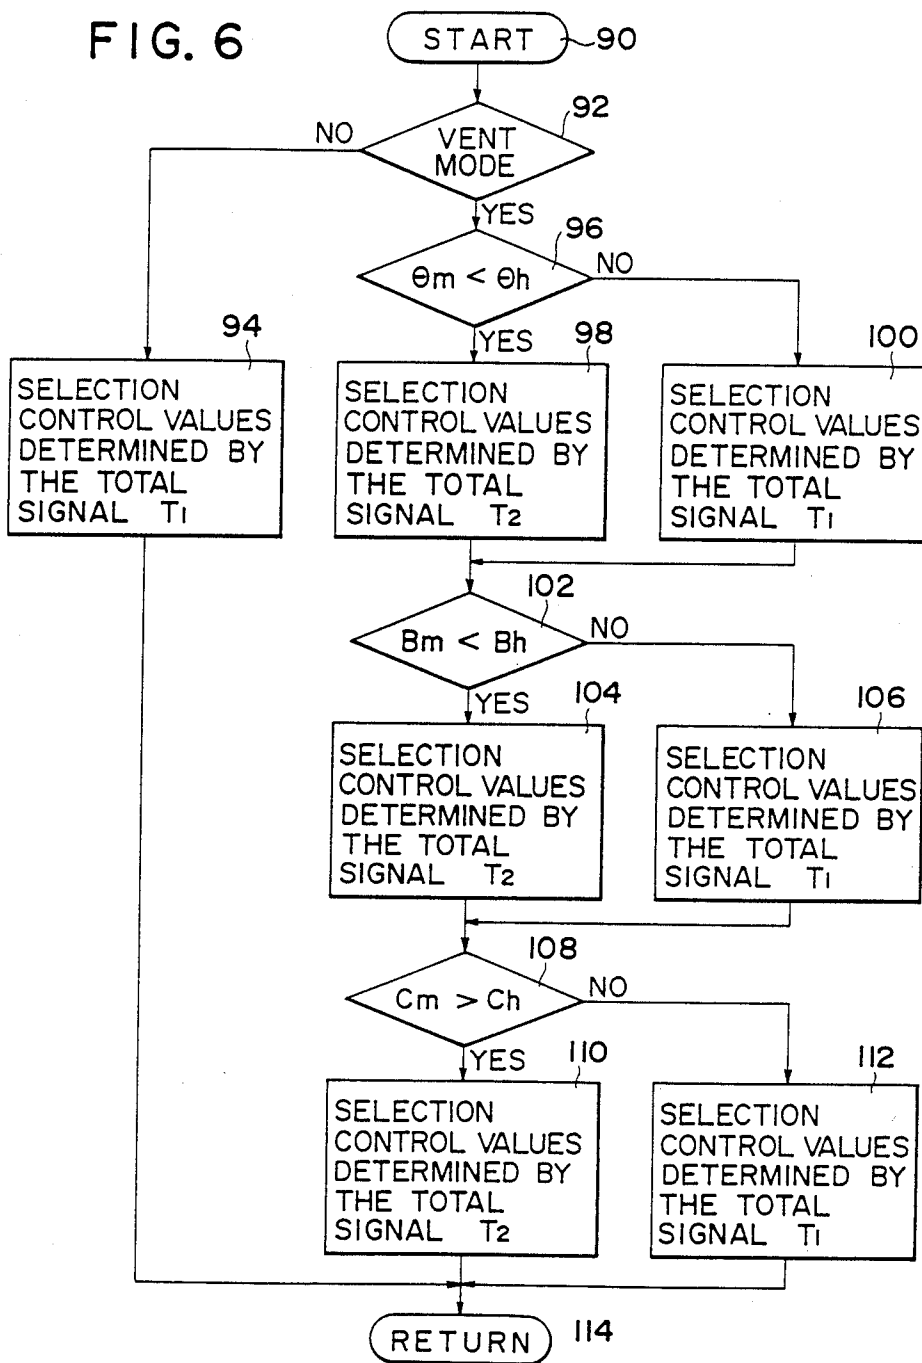 FIG. 6
START
90
92
NO
VENT
MODE
YES
96
Θm < Θh
NO
YES
94
SELECTION
CONTROL VALUES
DETERMINED BY
THE TOTAL
SIGNAL T1
98
SELECTION
CONTROL VALUES
DETERMINED BY
THE TOTAL
SIGNAL T2
100
SELECTION
CONTROL VALUES
DETERMINED BY
THE TOTAL
SIGNAL T1
102
Bm < Bh
NO
YES
104
SELECTION
CONTROL VALUES
DETERMINED BY
THE TOTAL
SIGNAL T2
106
SELECTION
CONTROL VALUES
DETERMINED BY
THE TOTAL
SIGNAL T1
108
Cm > Ch
NO
YES
110
SELECTION
CONTROL VALUES
DETERMINED BY
THE TOTAL
SIGNAL T2
112
SELECTION
CONTROL VALUES
DETERMINED BY
THE TOTAL
SIGNAL T1
RETURN
114